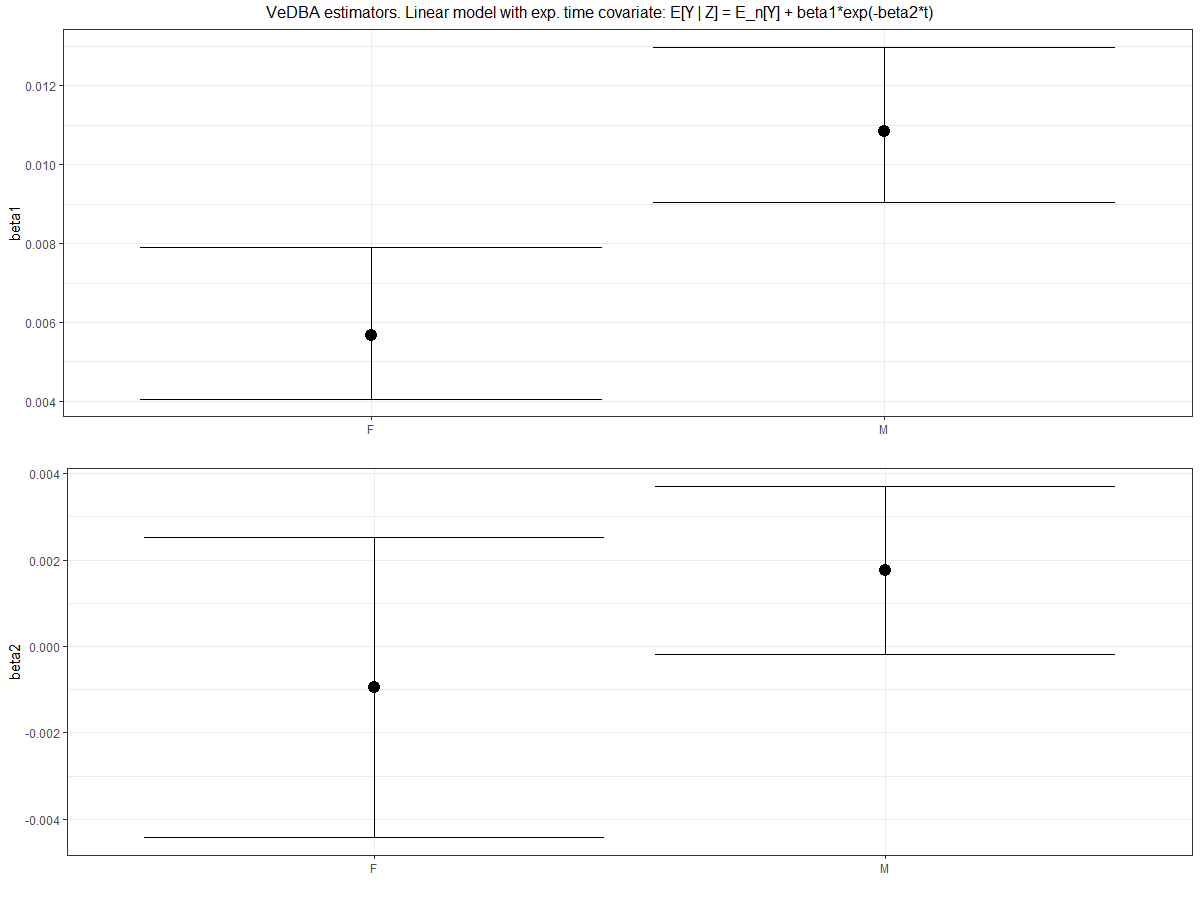 VeDBA estimators. Linear model with exp. time covariate: E[Y | Z] = E_n[Y] + beta1*exp(-beta2*t)
beta1
0.012
0.010
0.008
0.006
0.004
F
M
beta2
0.004
0.002
0.000
-0.002
-0.004
F
M